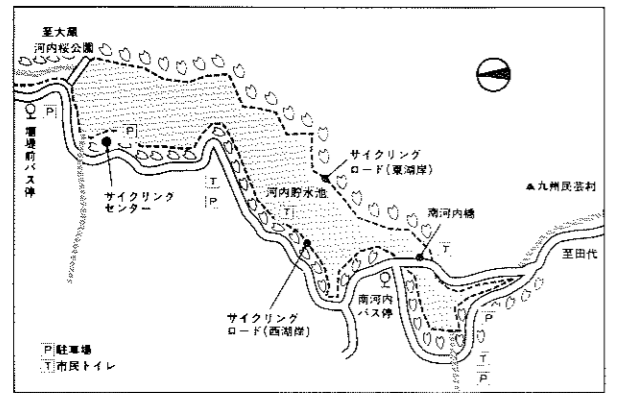 至大蔵
河内桜公園
P
堰堤前バス停
P
サイクリング
センター
T
P
河内貯水池
T
サイクリング
ロード(東湖岸)
南河内橋
T
▲九州民芸村
至田代
サイクリング
ロード(西湖岸)
南河内
バス停
P
T
P
P駐車場
T市民トイレ